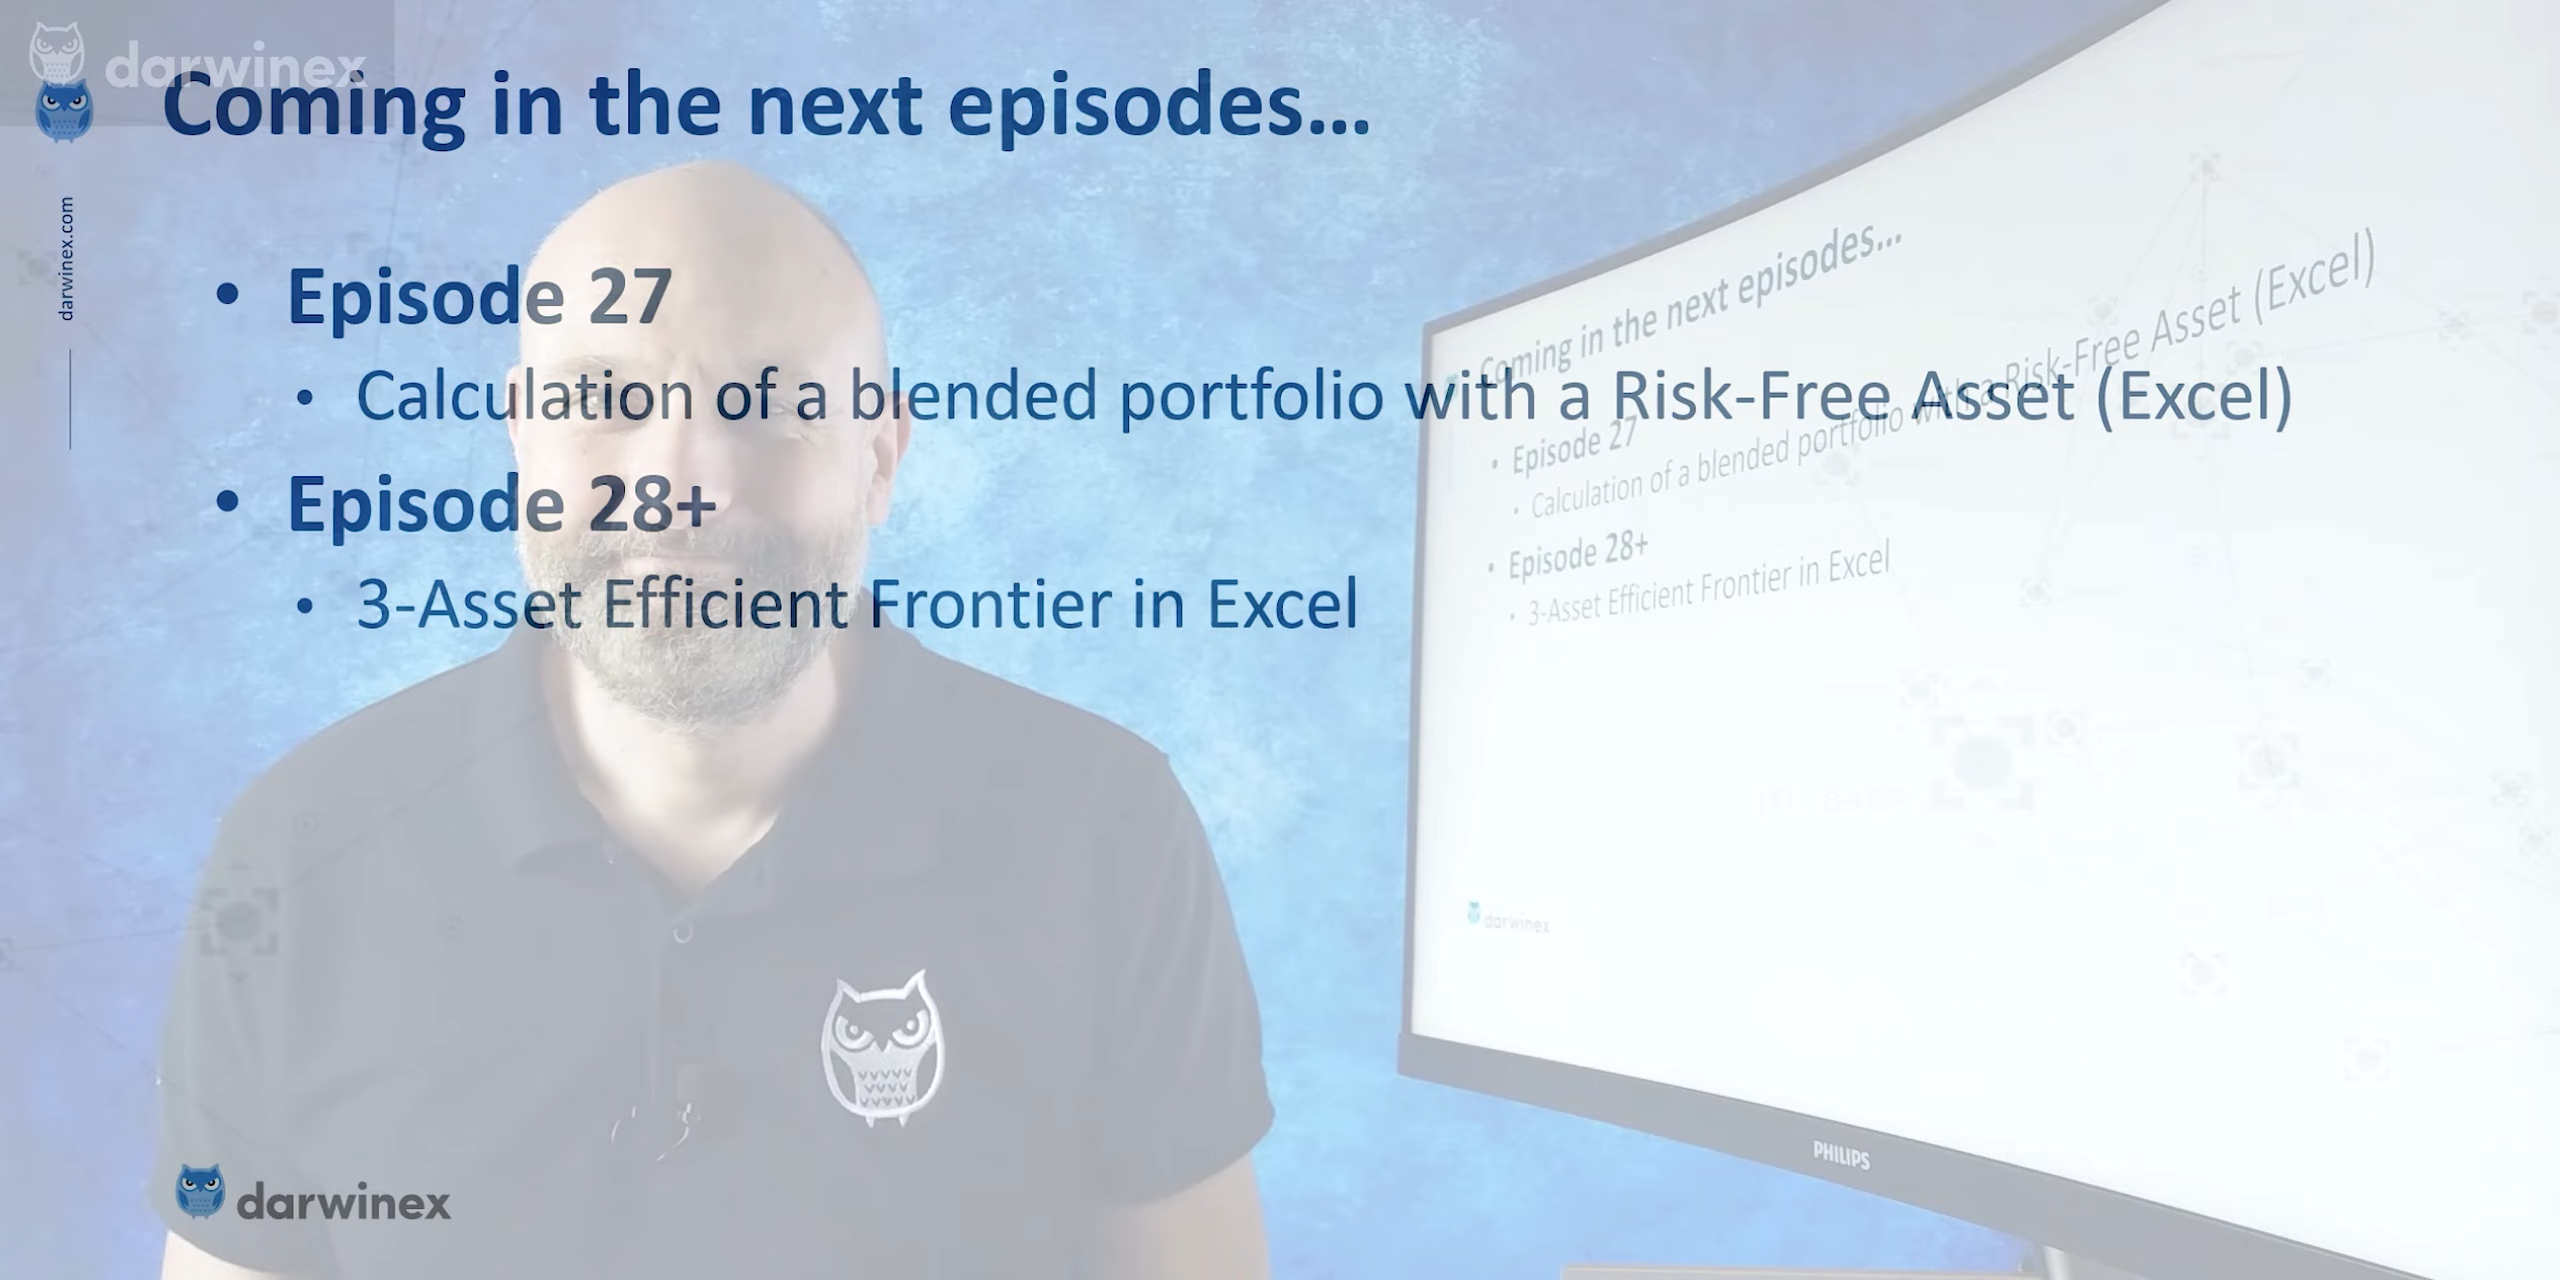 darwinex
Coming in the next episodes...
darwinex.com
• Episode 27
• Calculation of a blended portfolio with a Risk-Free Asset (Excel)
• Episode 28+
• 3-Asset Efficient Frontier in Excel
darwinex
Coming in the next episodes...
• Episode 27
• Calculation of a blended portfolio with a Risk-Free Asset (Excel)
• Episode 28+
• 3-Asset Efficient Frontier in Excel
darwinex
PHILIPS